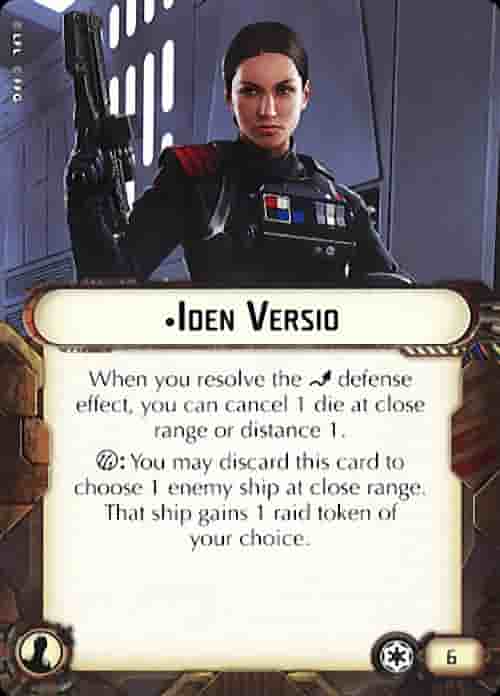 © LFL © FFG
•Iden Versio
When you resolve the defense
effect, you can cancel 1 die at close
range or distance 1.
: You may discard this card to
choose 1 enemy ship at close range.
That ship gains 1 raid token of
your choice.
6